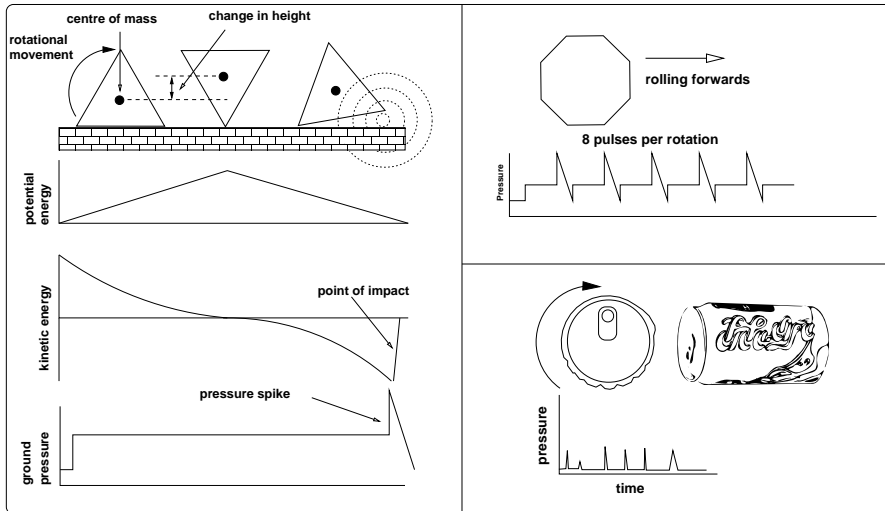 centre of mass
change in height
rotational
movement
potential
energy
kinetic energy
point of impact
pressure spike
ground
pressure
rolling forwards
8 pulses per rotation
Pressure
pressure
time